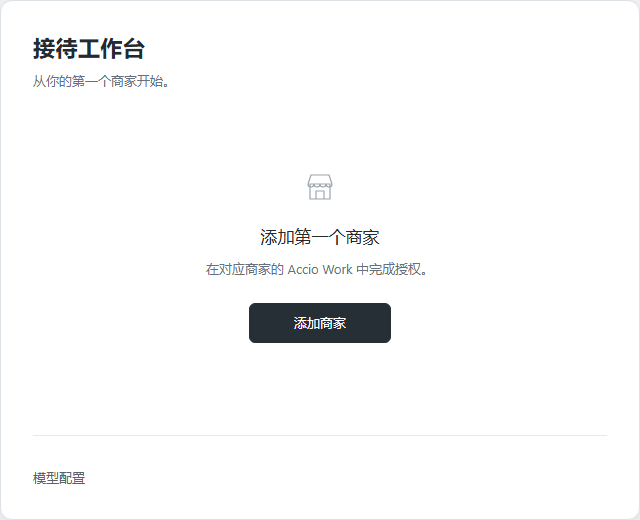 接待工作台
从你的第一个商家开始。
添加第一个商家
在对应商家的 Accio Work 中完成授权。
添加商家
模型配置